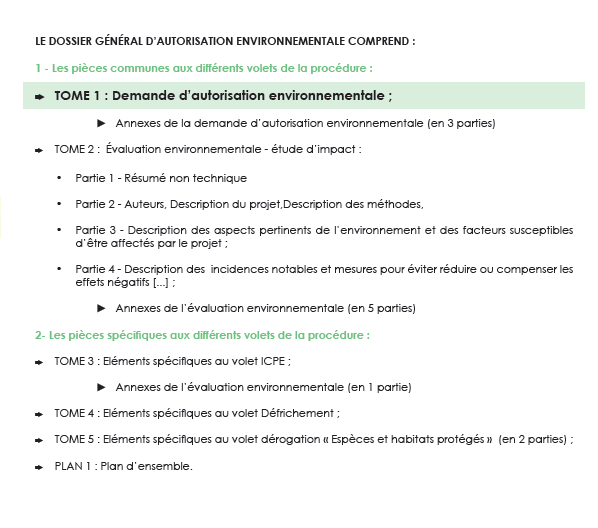 LE DOSSIER GÉNÉRAL D'AUTORISATION ENVIRONNEMENTALE COMPREND :
1 - Les pièces communes aux différents volets de la procédure :
TOME 1 : Demande d'autorisation environnementale ;
► Annexes de la demande d'autorisation environnementale (en 3 parties)
TOME 2 : Évaluation environnementale - étude d'impact :
• Partie 1 - Résumé non technique
• Partie 2 - Auteurs, Description du projet,Description des méthodes,
• Partie 3 - Description des aspects pertinents de l'environnement et des facteurs susceptibles
d'être affectés par le projet ;
• Partie 4 - Description des incidences notables et mesures pour éviter réduire ou compenser les
effets négatifs [...] ;
► Annexes de l'évaluation environnementale (en 5 parties)
2- Les pièces spécifiques aux différents volets de la procédure :
TOME 3 : Eléments spécifiques au volet ICPE ;
► Annexes de l'évaluation environnementale (en 1 partie)
TOME 4 : Eléments spécifiques au volet Défrichement ;
TOME 5 : Eléments spécifiques au volet dérogation « Espèces et habitats protégés » (en 2 parties) ;
PLAN 1 : Plan d'ensemble.